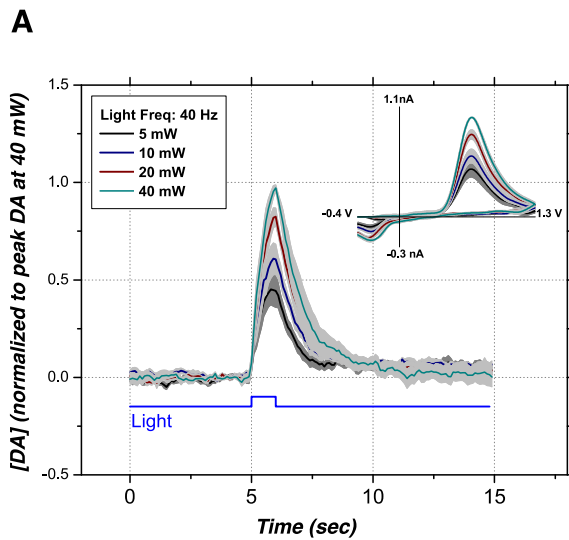 A
[DA] (normalized to peak DA at 40 mW)
1.5
1.0
0.5
0.0
-0.5
Light Freq: 40 Hz
5 mW
10 mW
20 mW
40 mW
1.1nA
-0.4 V
1.3 V
-0.3 nA
Light
0
5
10
15
Time (sec)